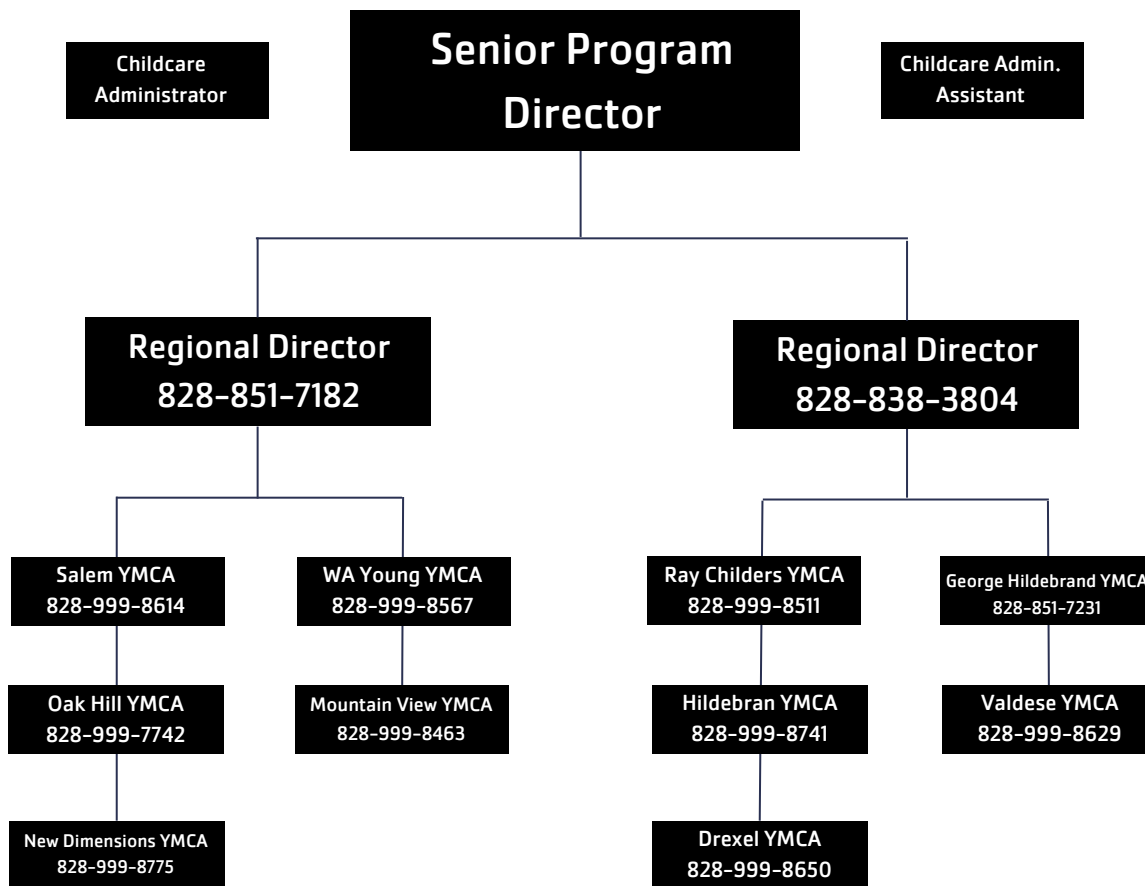 Childcare
Administrator
Senior Program
Director
Childcare Admin.
Assistant
Regional Director
828-851-7182
Regional Director
828-838-3804
Salem YMCA
828-999-8614
WA Young YMCA
828-999-8567
Ray Childers YMCA
828-999-8511
George Hildebrand YMCA
828-851-7231
Oak Hill YMCA
828-999-7742
Mountain View YMCA
828-999-8463
Hildebran YMCA
828-999-8741
Valdese YMCA
828-999-8629
New Dimensions YMCA
828-999-8775
Drexel YMCA
828-999-8650